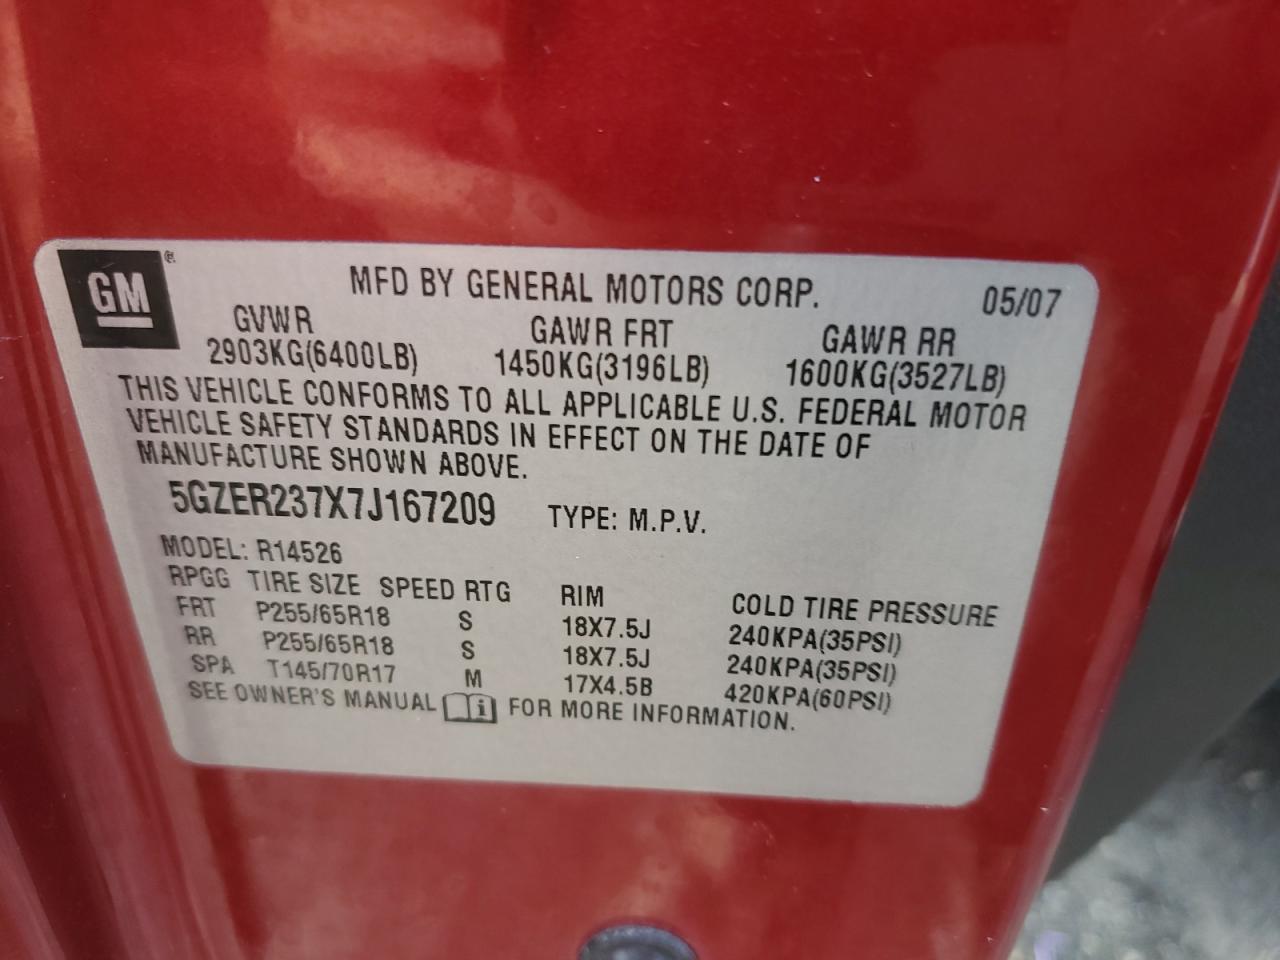 GM®
MFD BY GENERAL MOTORS CORP. 05/07
GVWR GAWR FRT GAWR RR
2903KG(6400LB) 1450KG(3196LB) 1600KG(3527LB)
THIS VEHICLE CONFORMS TO ALL APPLICABLE U.S. FEDERAL MOTOR
VEHICLE SAFETY STANDARDS IN EFFECT ON THE DATE OF
MANUFACTURE SHOWN ABOVE.
5GZER237X7J167209 TYPE: M.P.V.
MODEL: R14526
RPGG TIRE SIZE SPEED RTG RIM COLD TIRE PRESSURE
FRT P255/65R18 S 18X7.5J 240KPA(35PSI)
RR P255/65R18 S 18X7.5J 240KPA(35PSI)
SPA T145/70R17 M 17X4.5B 420KPA(60PSI)
SEE OWNER'S MANUAL i FOR MORE INFORMATION.